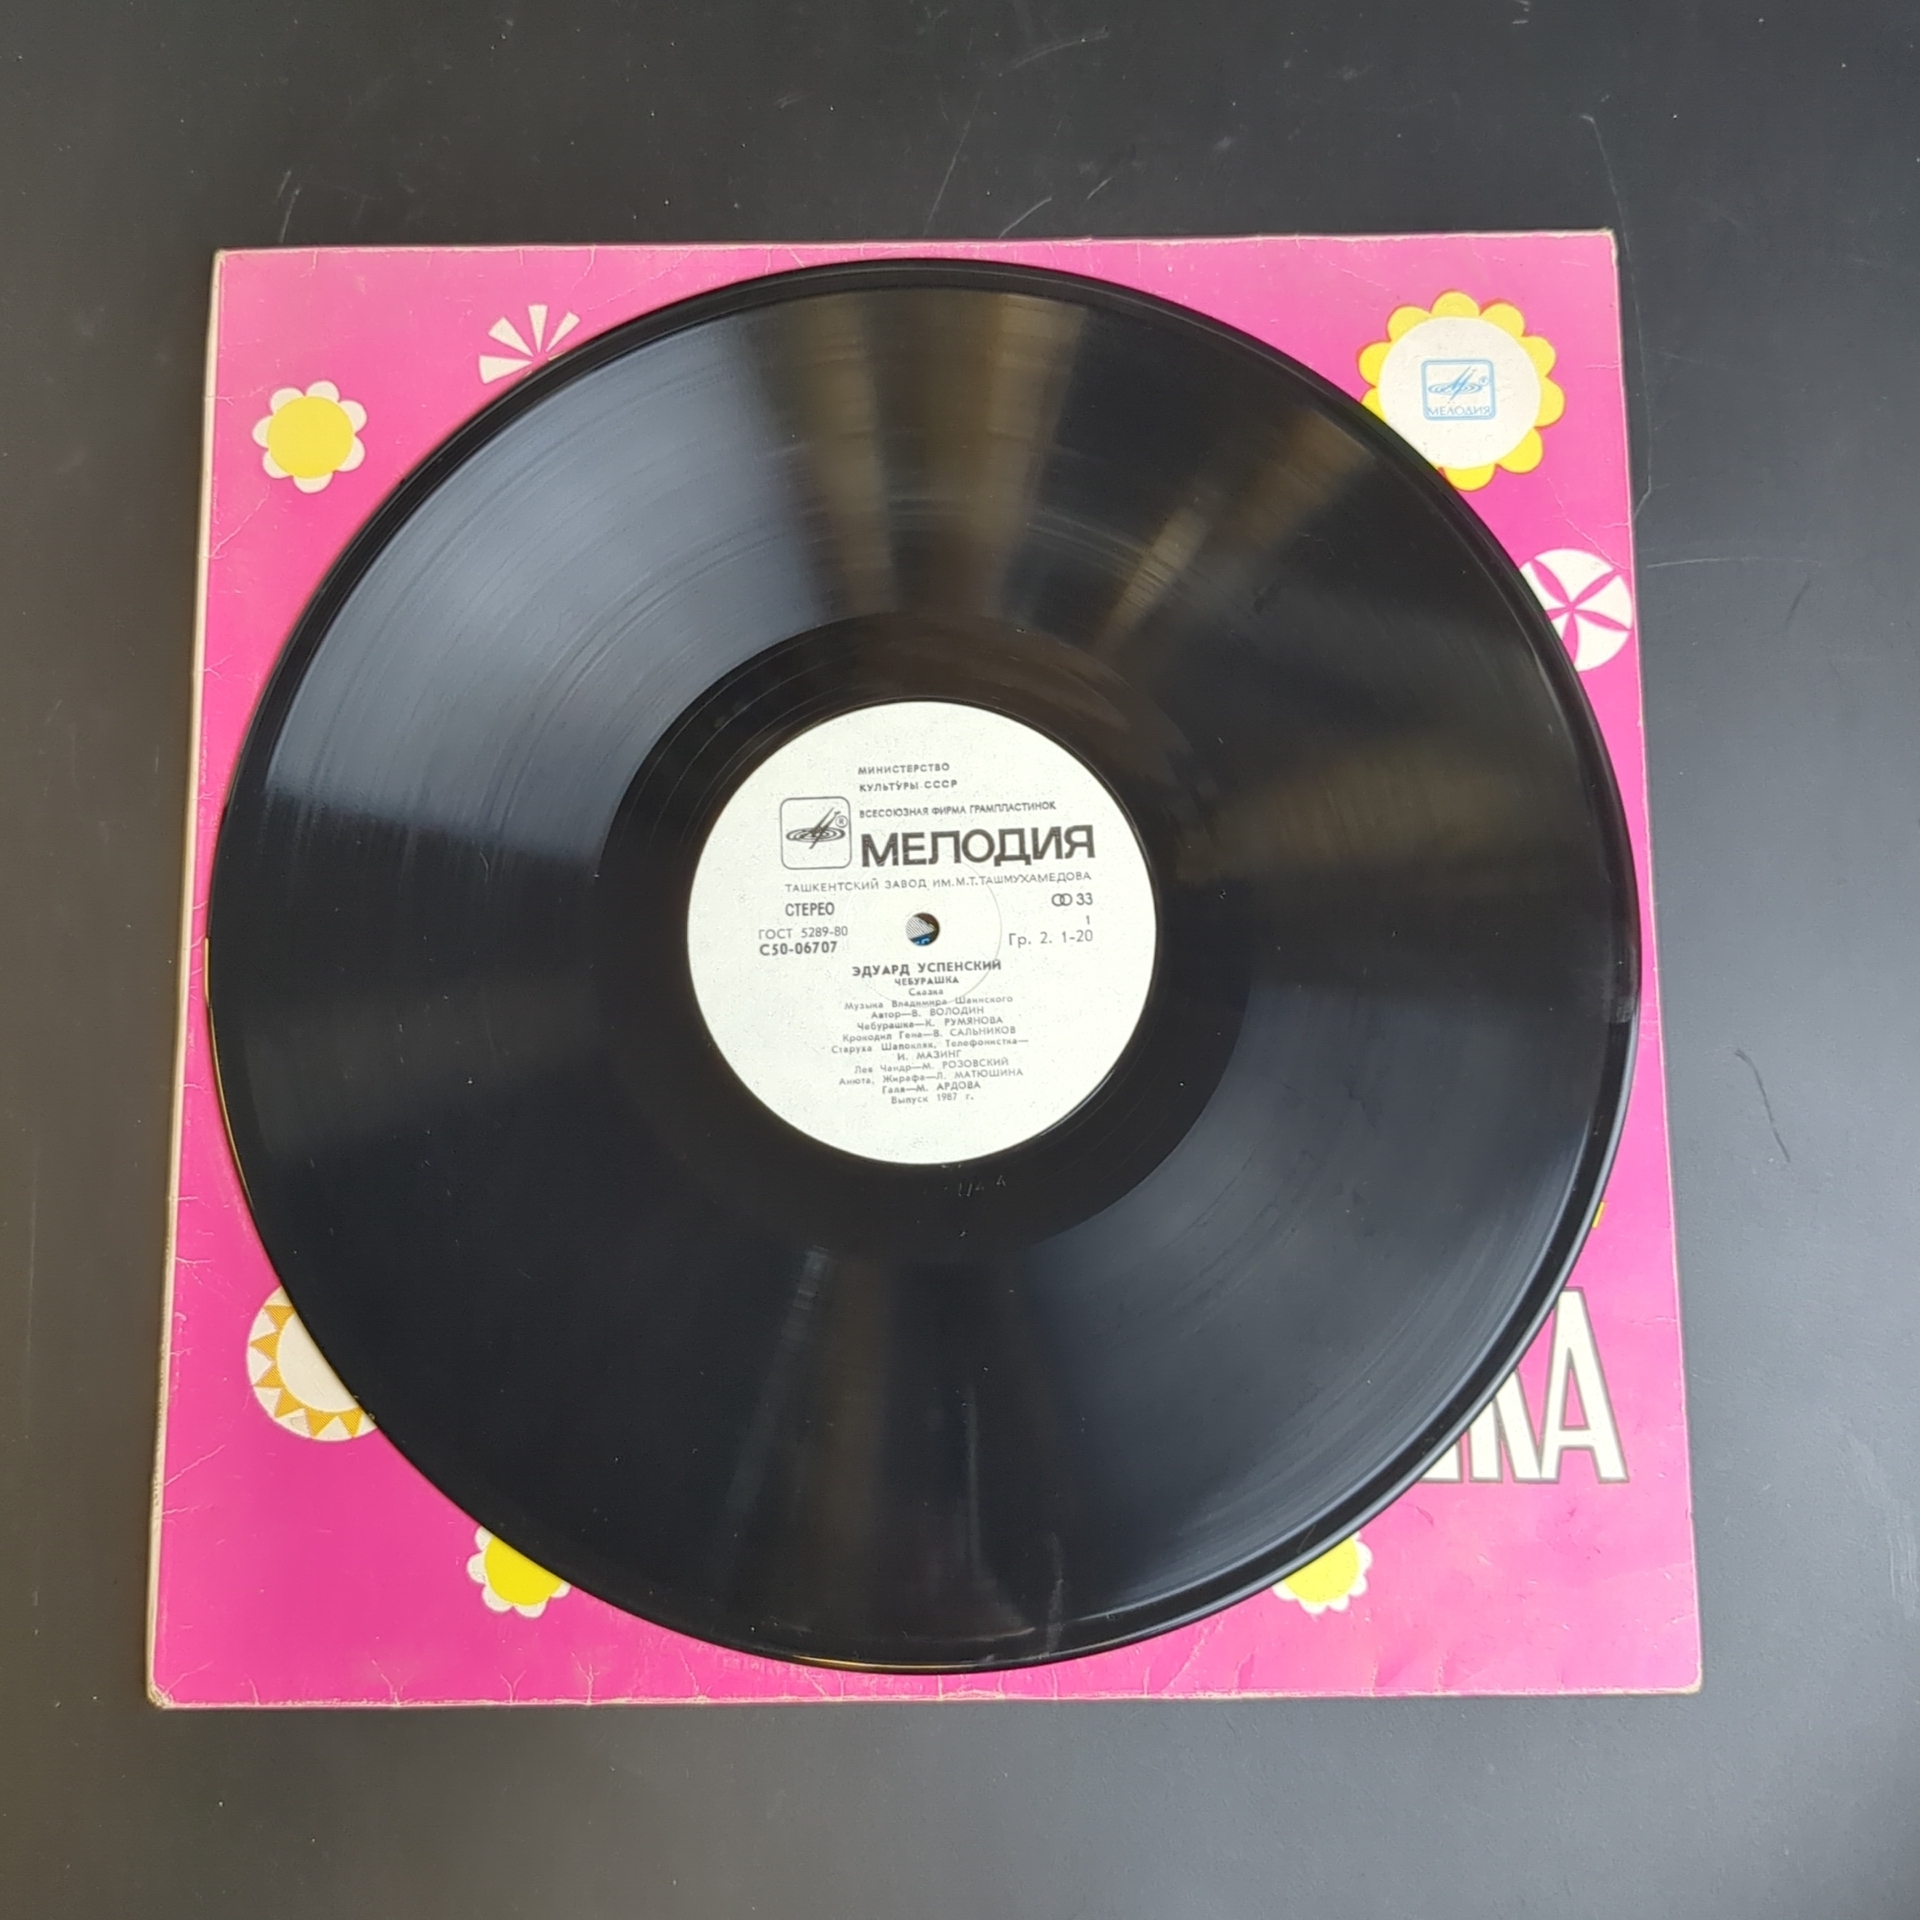 МЕЛОДИЯ
МИНИСТЕРСТВО
КУЛЬТУРЫ СССР
ВСЕСОЮЗНАЯ ФИРМА ГРАМПЛАСТИНОК
МЕЛОДИЯ
ТАШКЕНТСКИЙ ЗАВОД ИМ.М.Т.ТАШМУХАМЕДОВА
СТЕРЕО
33
ГОСТ 5289-80
1
С50-06707
Гр. 2. 1-20
ЭДУАРД УСПЕНСКИЙ
ЧЕБУРАШКА
Сказка
Музыка Владимира Шаинского
Автор—В. ВОЛОДИН
Чебурашка—К. РУМЯНОВА
Крокодил Гена—В. САЛЬНИКОВ
Старуха Шапокляк, Телефонистка—
И. МАЗИНГ
Лев Чандр—М. РОЗОВСКИЙ
Анюта, Жирафа—Л. МАТЮШИНА
Галя—М. АРДОВА
Выпуск 1987 г.
КА